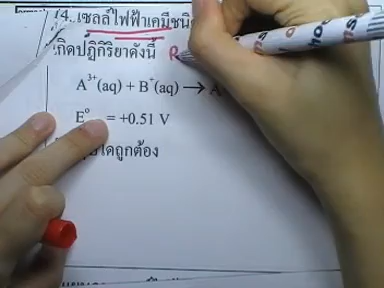 14. เซลล์ไฟฟ้าเคมีชนิ
เกิดปฏิกิริยาดังนี้ R
A³⁺(aq) + B⁺(aq) → A
E° = +0.51 V
ใดถูกต้อง